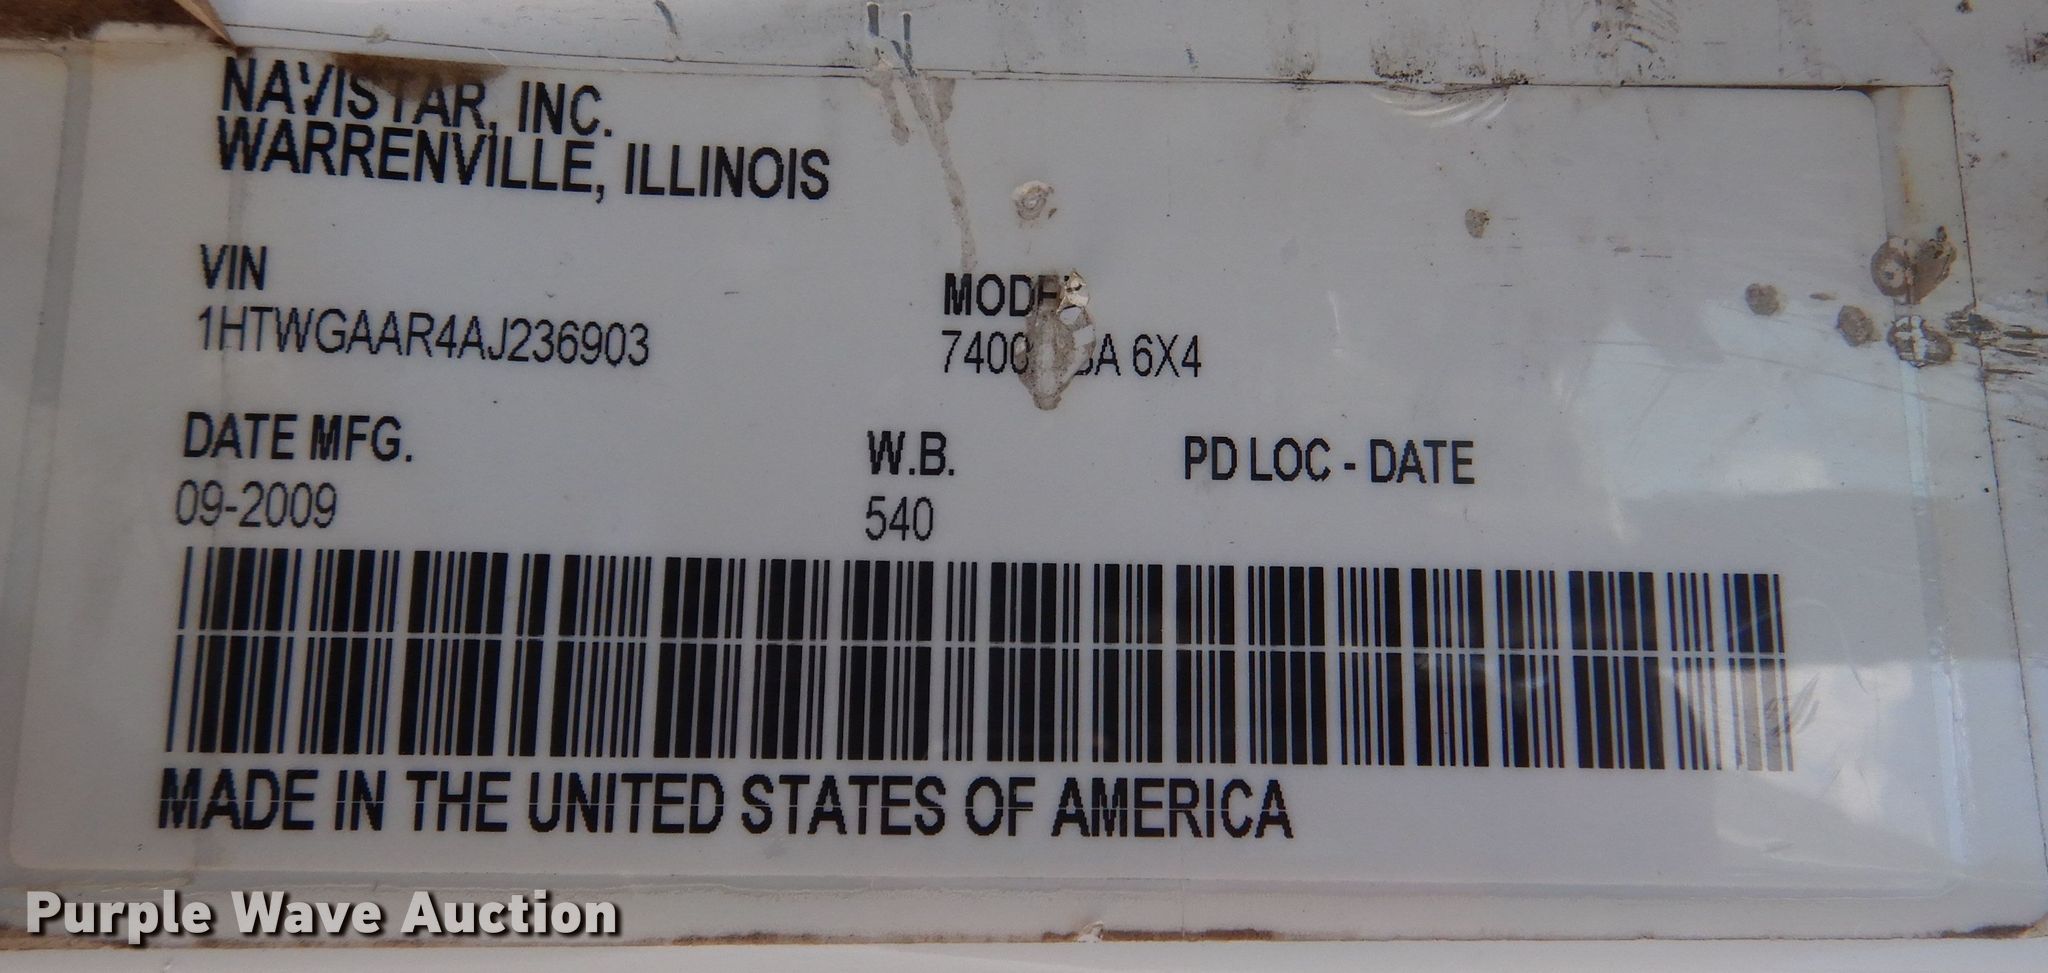 NAVISTAR, INC.
WARRENVILLE, ILLINOIS
VIN MODEL
1HTWGAAR4AJ236903 6X4
DATE MFG. W.B. PD LOC - DATE
09-2009 540
MADE IN THE UNITED STATES OF AMERICA
Purple Wave Auction